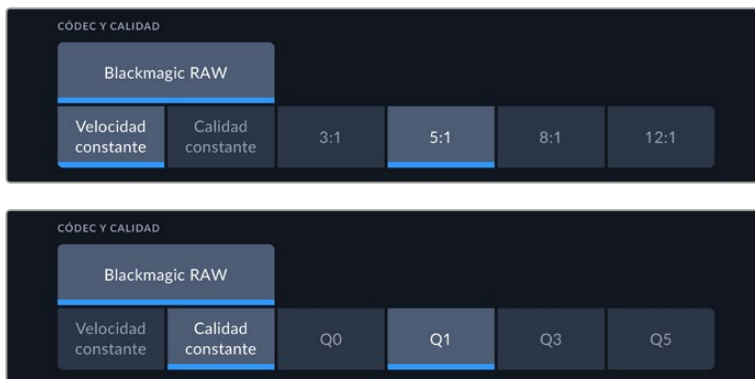 CÓDEC Y CALIDAD
Blackmagic RAW
Velocidad constante
Calidad constante
3:1
5:1
8:1
12:1
CÓDEC Y CALIDAD
Blackmagic RAW
Velocidad constante
Calidad constante
Q0
Q1
Q3
Q5